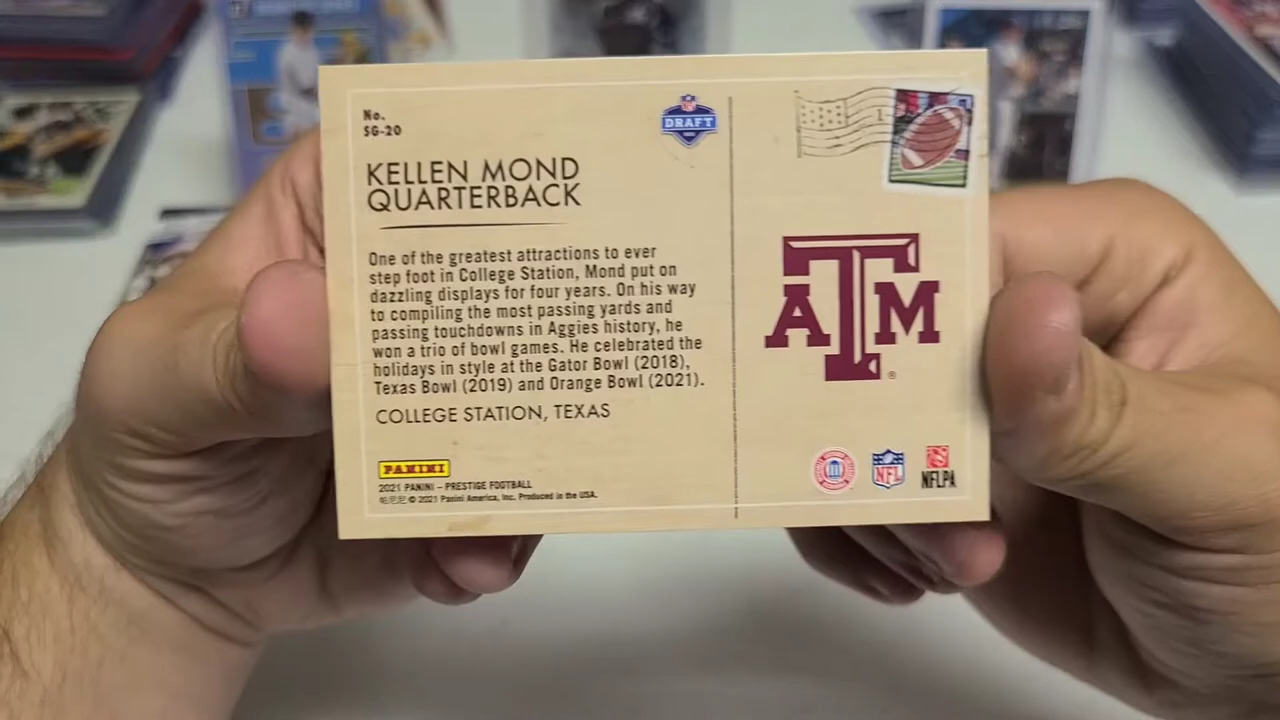 No.
SG-20
DRAFT
KELLEN MOND
QUARTERBACK
One of the greatest attractions to ever
step foot in College Station, Mond put on
dazzling displays for four years. On his way
to compiling the most passing yards and
passing touchdowns in Aggies history, he
won a trio of bowl games. He celebrated the
holidays in style at the Gator Bowl (2018),
Texas Bowl (2019) and Orange Bowl (2021).
COLLEGE STATION, TEXAS
PANINI
2021 PANINI – PRESTIGE FOOTBALL
帕尼尼 © 2021 Panini America, Inc. Produced in the USA.
ATM
®
NFL
NFLPA